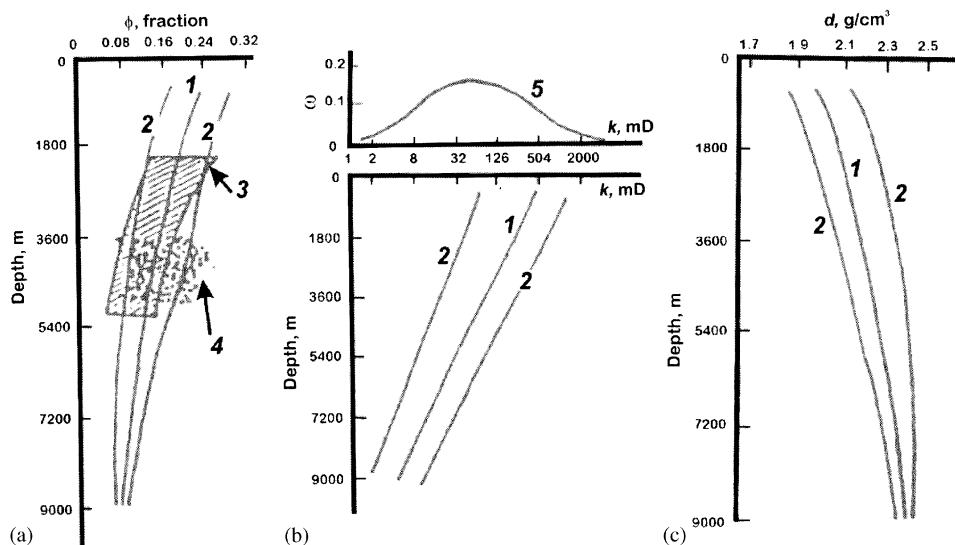 ϕ, fraction
0 0.08 0.16 0.24 0.32
0
1800
3600
5400
7200
9000
Depth, m
1
2
2
3
4
(a)
0.2
0.1
0
ω
5
k, mD
1 2 8 32 126 504 2000
k, mD
0
1800
3600
5400
7200
9000
Depth, m
2
1
2
(b)
d, g/cm³
1.7 1.9 2.1 2.3 2.5
0
1800
3600
5400
7200
9000
Depth, m
1
2
2
(c)